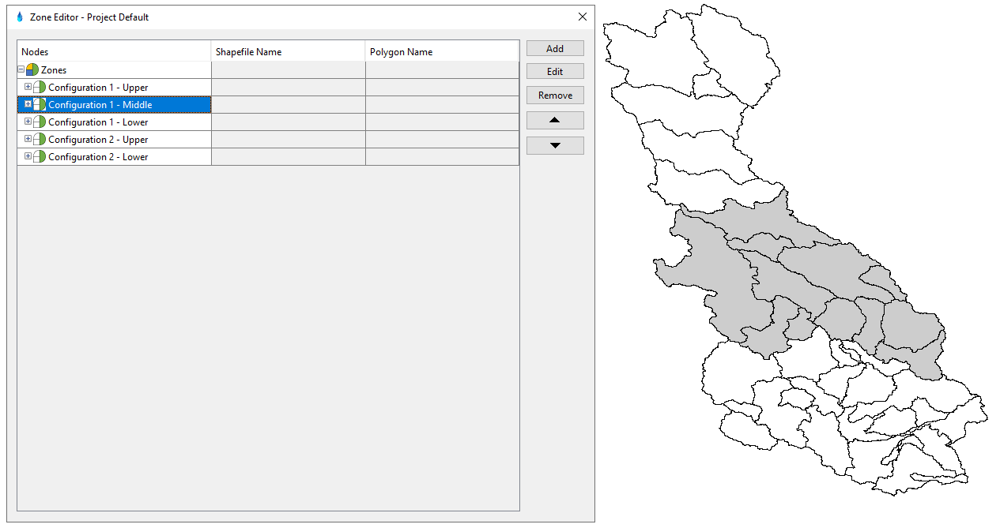 Zone Editor - Project Default
Nodes Shapefile Name Polygon Name
Zones
Configuration 1 - Upper
Configuration 1 - Middle
Configuration 1 - Lower
Configuration 2 - Upper
Configuration 2 - Lower
Add
Edit
Remove